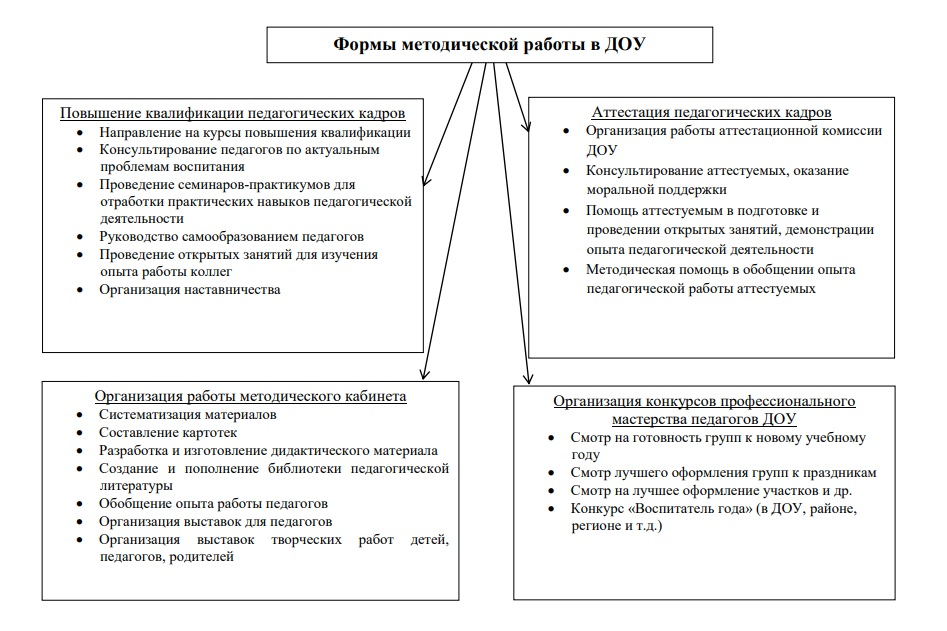 Формы методической работы в ДОУ
Повышение квалификации педагогических кадров
• Направление на курсы повышения квалификации
• Консультирование педагогов по актуальным
проблемам воспитания
• Проведение семинаров-практикумов для
отработки практических навыков педагогической
деятельности
• Руководство самообразованием педагогов
• Проведение открытых занятий для изучения
опыта работы коллег
• Организация наставничества
Аттестация педагогических кадров
• Организация работы аттестационной комиссии
ДОУ
• Консультирование аттестуемых, оказание
моральной поддержки
• Помощь аттестуемым в подготовке и
проведении открытых занятий, демонстрации
опыта педагогической деятельности
• Методическая помощь в обобщении опыта
педагогической работы аттестуемых
Организация работы методического кабинета
• Систематизация материалов
• Составление картотек
• Разработка и изготовление дидактического материала
• Создание и пополнение библиотеки педагогической
литературы
• Обобщение опыта работы педагогов
• Организация выставок для педагогов
• Организация выставок творческих работ детей,
педагогов, родителей
Организация конкурсов профессионального
мастерства педагогов ДОУ
• Смотр на готовность групп к новому учебному
году
• Смотр лучшего оформления групп к праздникам
• Смотр на лучшее оформление участков и др.
• Конкурс «Воспитатель года» (в ДОУ, районе,
регионе и т.д.)